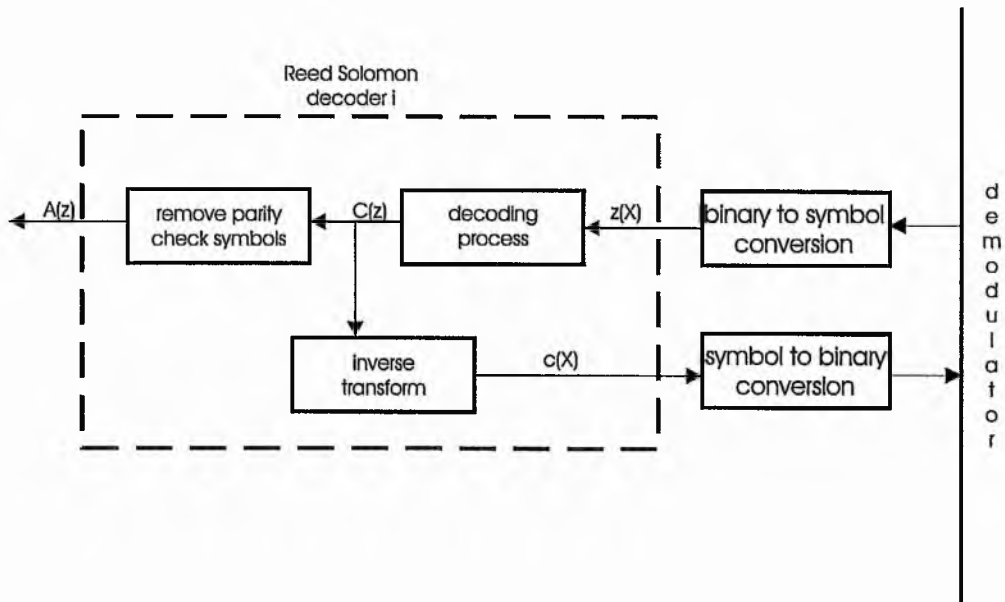 Reed Solomon
decoder i
A(z)
remove parity
check symbols
C(z)
decoding
process
z(X)
binary to symbol
conversion
inverse
transform
c(X)
symbol to binary
conversion
demodulator